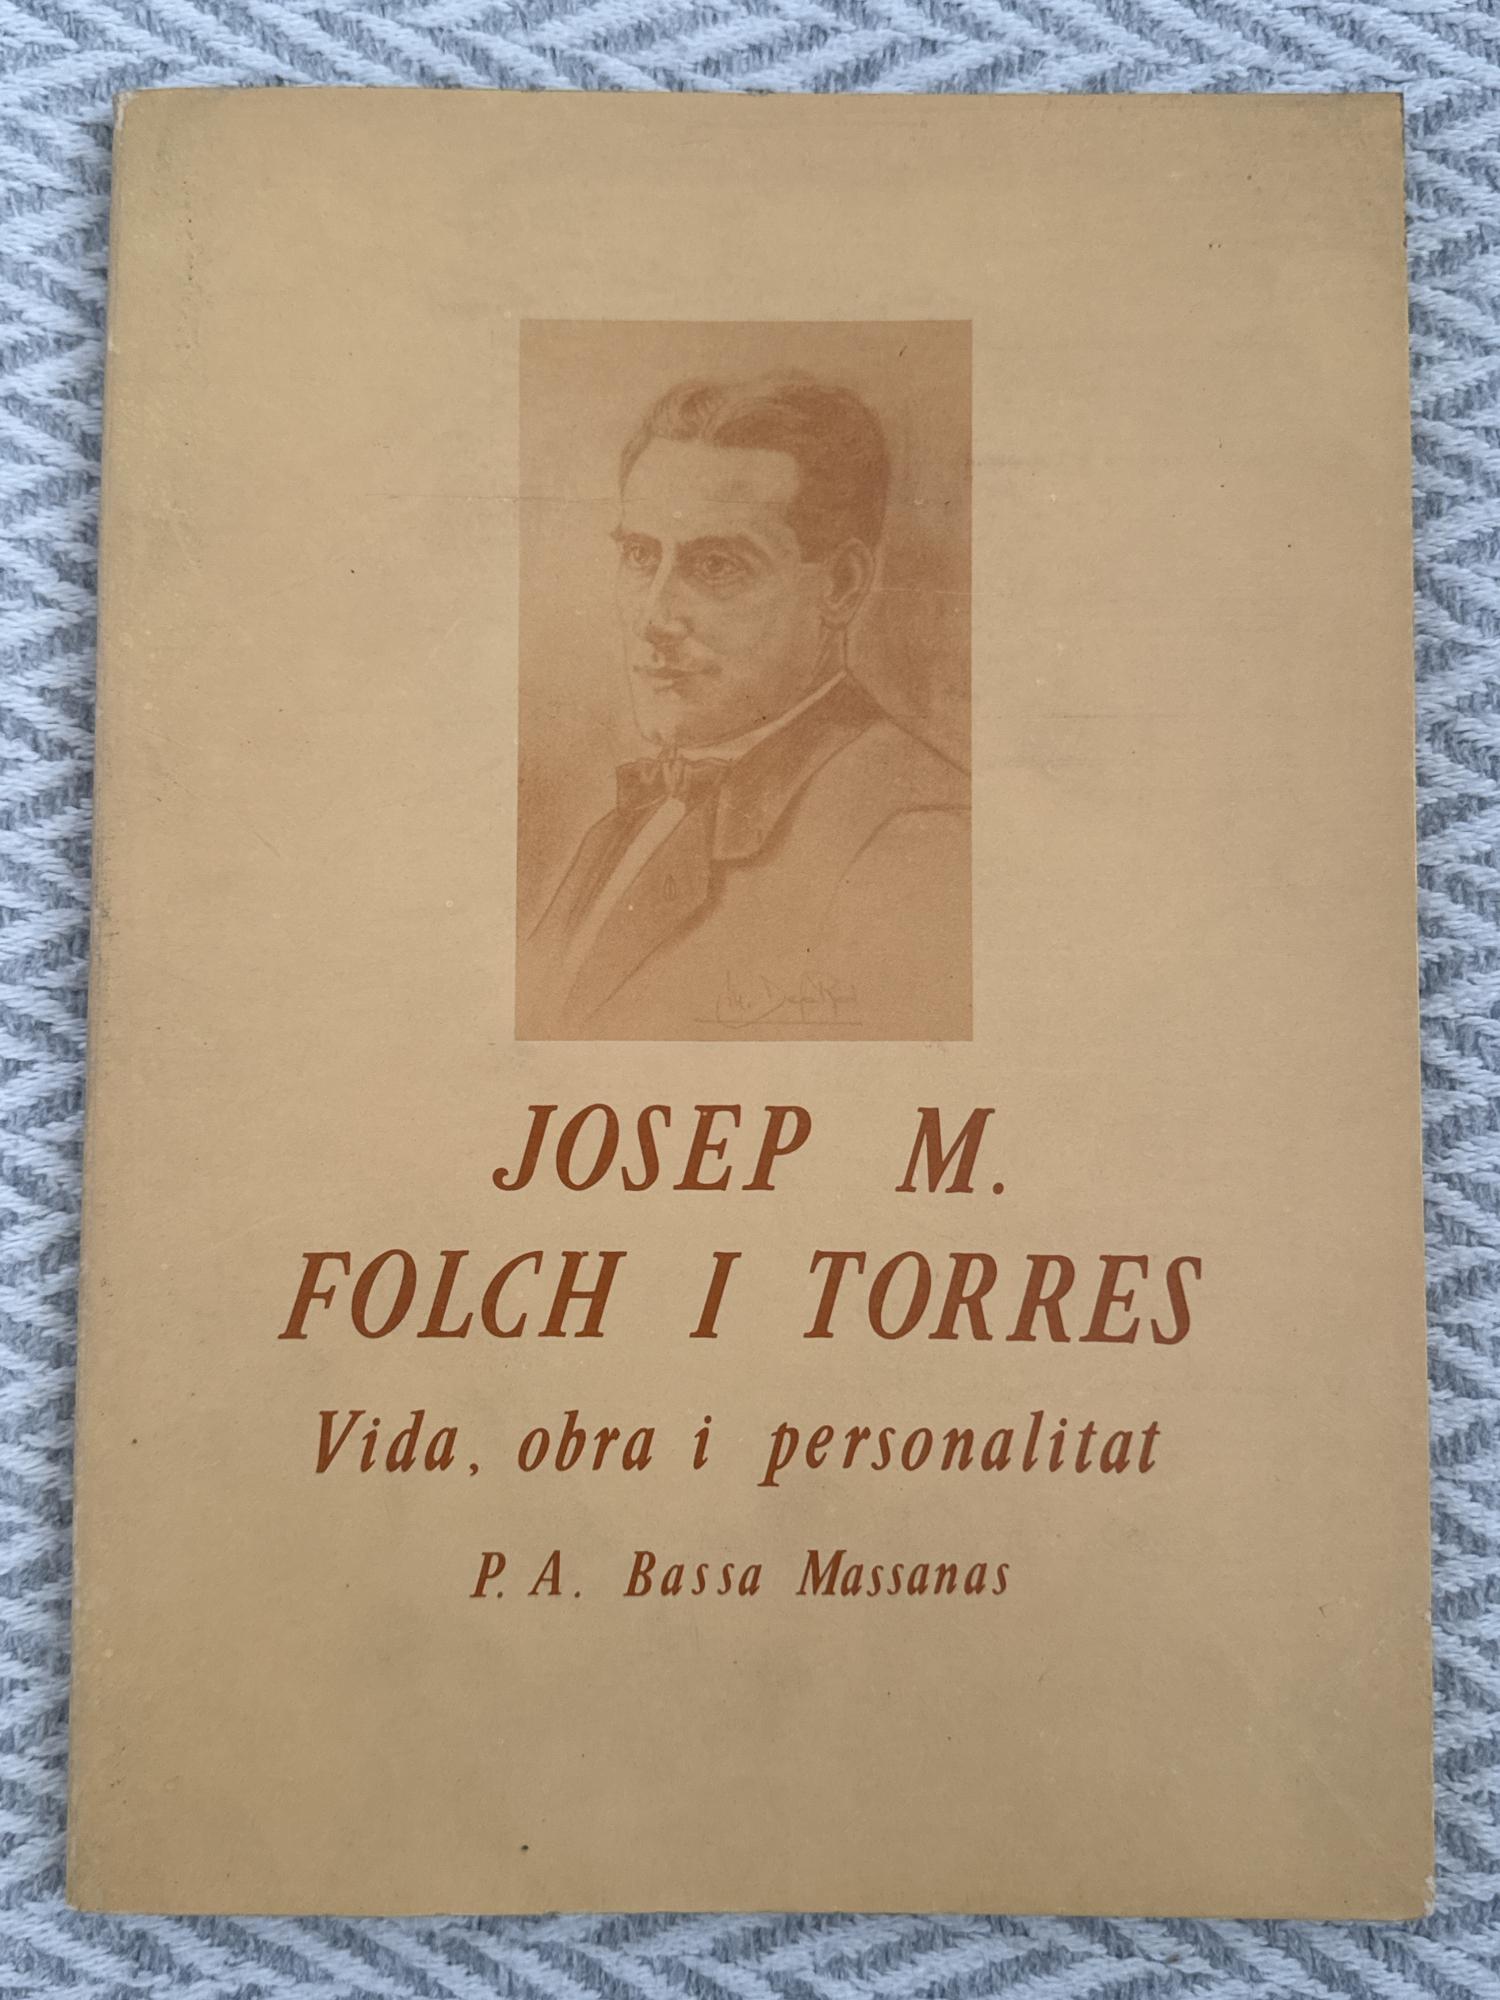 JOSEP M.
FOLCH I TORRES
Vida, obra i personalitat
P. A. Bassa Massanas